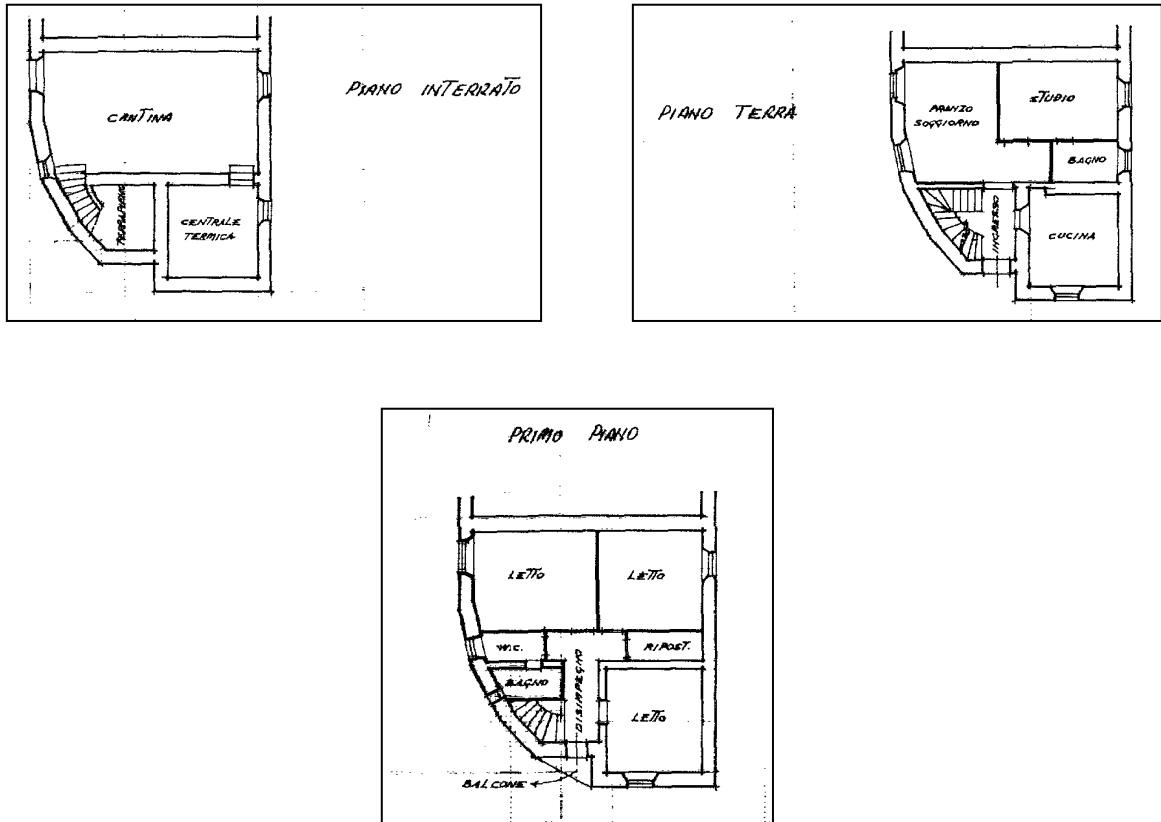 PIANO INTERRATO
CANTINA
TERRAPIENO
CENTRALE
TERMICA
PIANO TERRA
PRANZO
SOGGIORNO
STUDIO
BAGNO
INGRESSO
CUCINA
PRIMO PIANO
LETTO
LETTO
W.C.
RIPOST.
BAGNO
DISIMPEGNO
LETTO
BALCONE